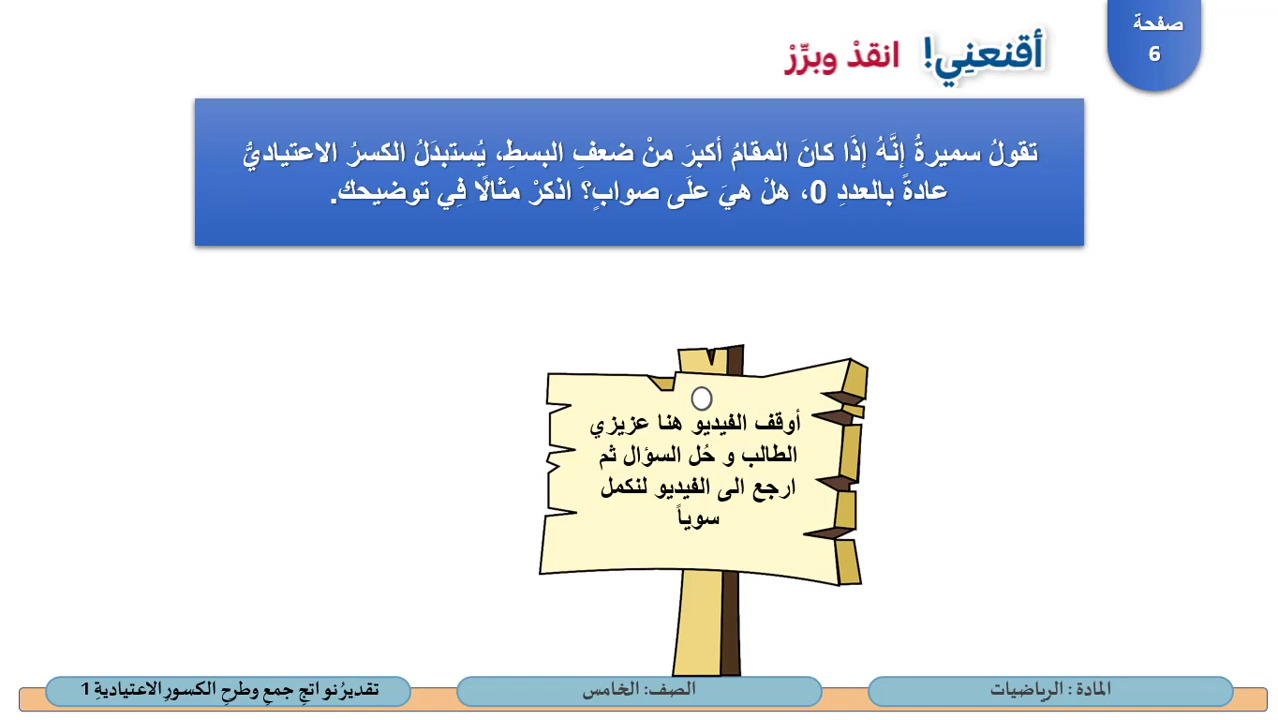 صفحة
6
أقنعنِي! انقدْ وبرِّرْ
تقولُ سميرةُ إنَّهُ إذَا كانَ المقامُ أكبرَ منْ ضعفِ البسطِ، يُستبدَلُ الكسرُ الاعتياديُّ
عادةً بالعددِ 0، هلْ هيَ علَى صوابٍ؟ اذكرْ مثالًا فِي توضيحك.
أوقف الفيديو هنا عزيزي
الطالب و حُل السؤال ثم
ارجع الى الفيديو لنكمل
سوياً
المادة : الرياضيات
الصف: الخامس
تقديرُ نواتجِ جمعِ وطرحِ الكسورِ الاعتياديةِ 1